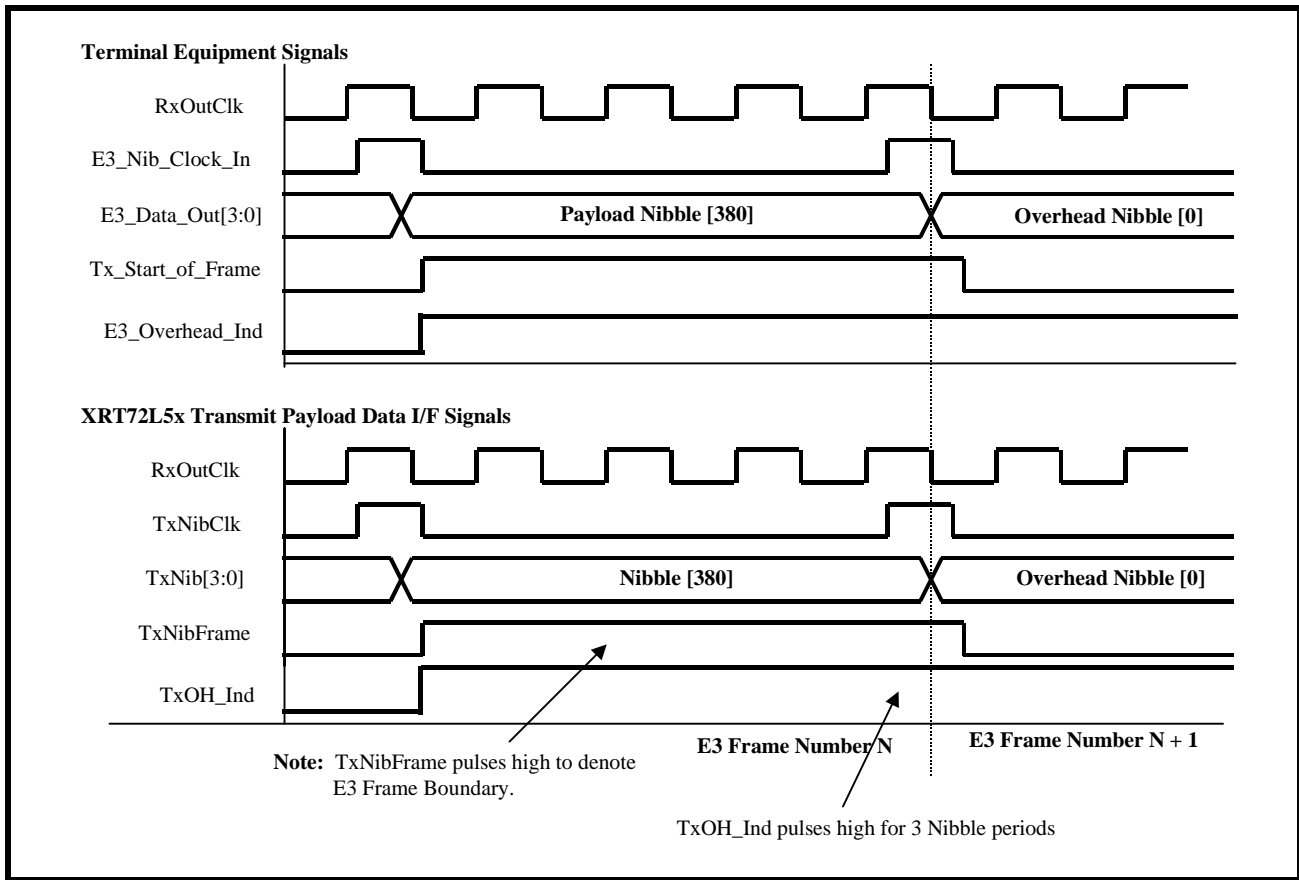 Terminal Equipment Signals
RxOutClk
E3_Nib_Clock_In
E3_Data_Out[3:0]
Payload Nibble [380]
Overhead Nibble [0]
Tx_Start_of_Frame
E3_Overhead_Ind
XRT72L5x Transmit Payload Data I/F Signals
RxOutClk
TxNibClk
TxNib[3:0]
Nibble [380]
Overhead Nibble [0]
TxNibFrame
TxOH_Ind
E3 Frame Number N
E3 Frame Number N + 1
Note: TxNibFrame pulses high to denote
E3 Frame Boundary.
TxOH_Ind pulses high for 3 Nibble periods